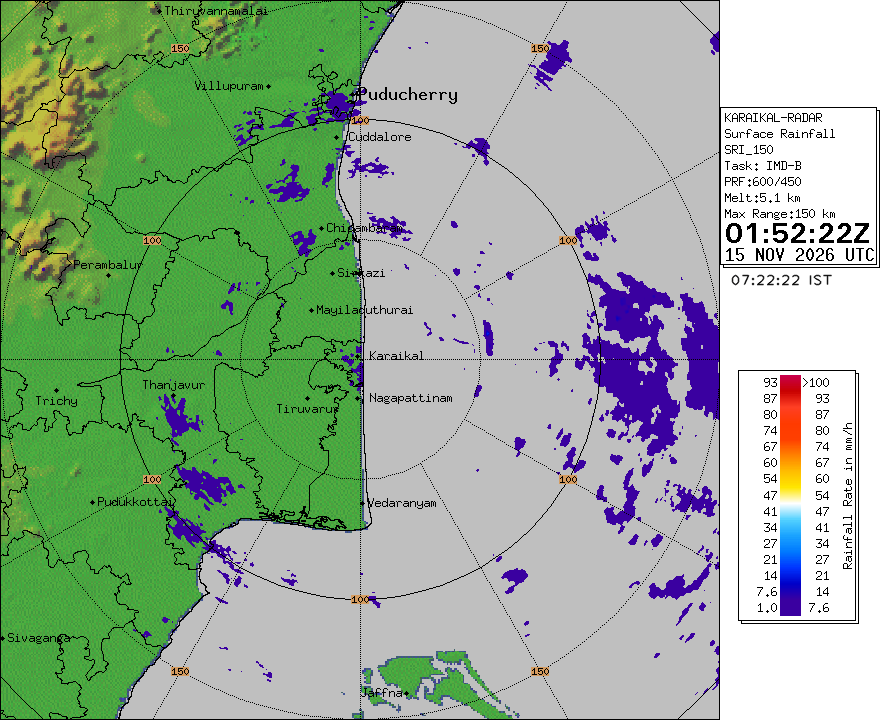 Thiruvannamalai
150
150
Villupuram
Puducherry
100
Cuddalore
KARAIKAL-RADAR
Surface Rainfall
SRI_150
Task: IMD-B
PRF:600/450
Melt:5.1 km
Max Range:150 km
01:52:22Z
15 NOV 2026 UTC
07:22:22 IST
Chidambaram
100
100
Perambalur
Sirkazi
Mayiladuthurai
Karaikal
Thanjavur
Trichy
Tiruvarur
Nagapattinam
100
100
Pudukkottai
Vedaranyam
100
Sivaganga
150
150
Jaffna
93 >100
87 93
80 87
74 80
67 74
60 67
54 60
47 54
41 47
34 41
27 34
21 27
14 21
7.6 14
1.0 7.6
Rainfall Rate in mm/h